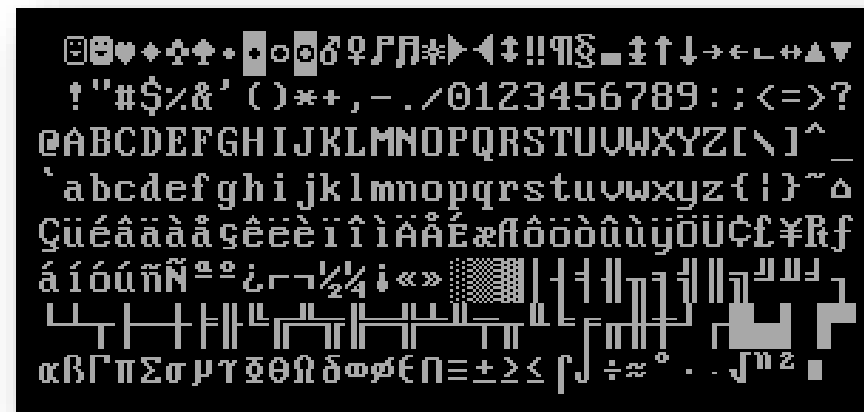 ☺☻♥♦♣♠•◘○◙♂♀♪♫☼►◄↕‼¶§▬↨↑↓→←∟↔▲▼
!"#$%&'()*+,-./0123456789:;<=>?
@ABCDEFGHIJKLMNOPQRSTUVWXYZ[\]^_
`abcdefghijklmnopqrstuvwxyz{¦}~⌂
ÇüéâäàåçêëèïîìÄÅÉæÆôöòûùÿÖÜ¢£¥₧ƒ
áíóúñÑªº¿⌐¬½¼¡«»░▒▓│┤╡╢╖╕╣║╗╝╜╛┐
└┴┬├─┼╞╟╚╔╩╦╠═╬╧╨╤╥╙╘╒╓╫╪┘┌█▄▌▐▀
αßΓπΣσµτΦΘΩδ∞φε∩≡±≥≤⌠⌡÷≈°∙·√ⁿ²■